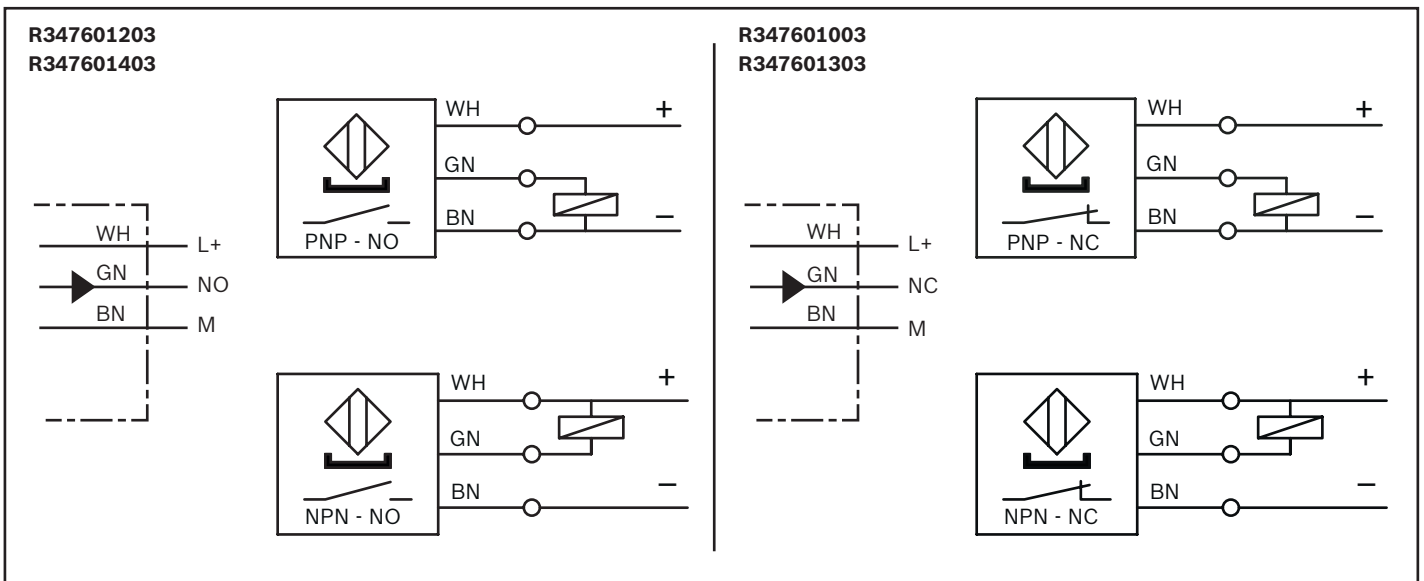 R347601203
R347601403
WH
+
GN
BN
−
PNP - NO
WH
L+
GN
NO
BN
M
WH
+
GN
BN
−
NPN - NO
R347601003
R347601303
WH
+
GN
BN
−
PNP - NC
WH
L+
GN
NC
BN
M
WH
+
GN
BN
−
NPN - NC